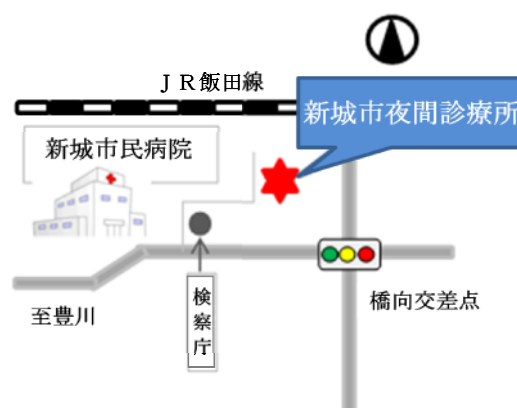 ＪＲ飯田線
新城市夜間診療所
新城市民病院
検察庁
至豊川
橋向交差点